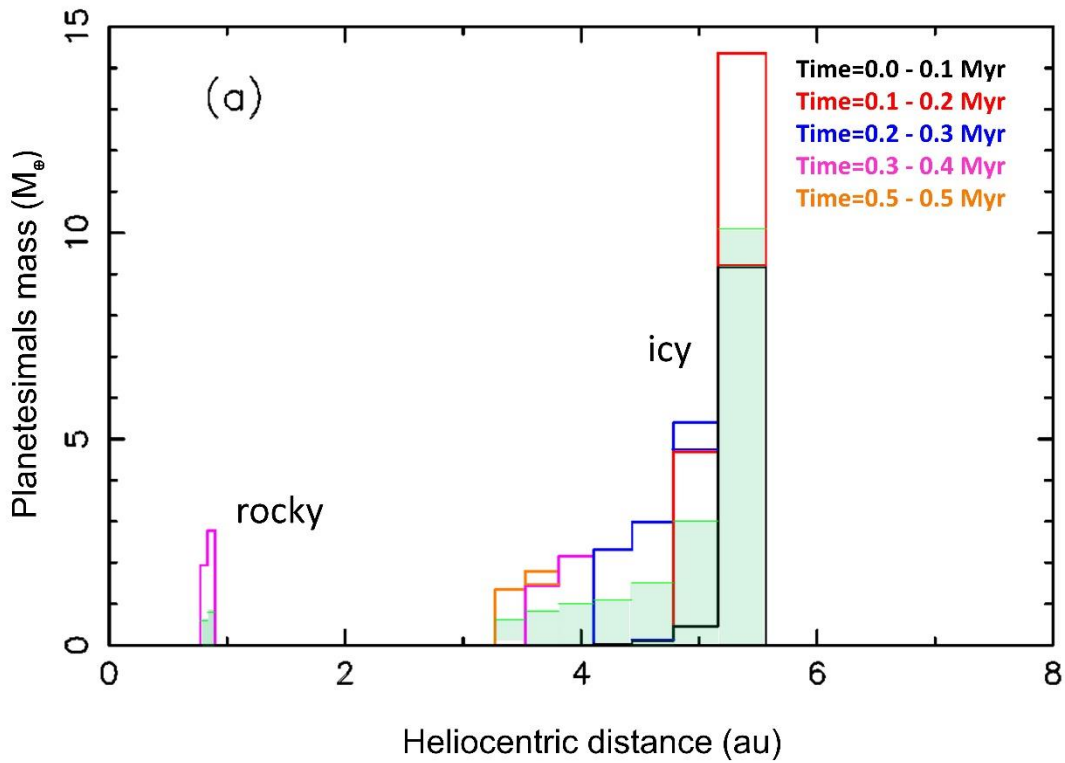 (a)
Time=0.0 - 0.1 Myr
Time=0.1 - 0.2 Myr
Time=0.2 - 0.3 Myr
Time=0.3 - 0.4 Myr
Time=0.5 - 0.5 Myr
icy
rocky
Planetesimals mass (M⊕)
15
10
5
0
0 2 4 6 8
Heliocentric distance (au)